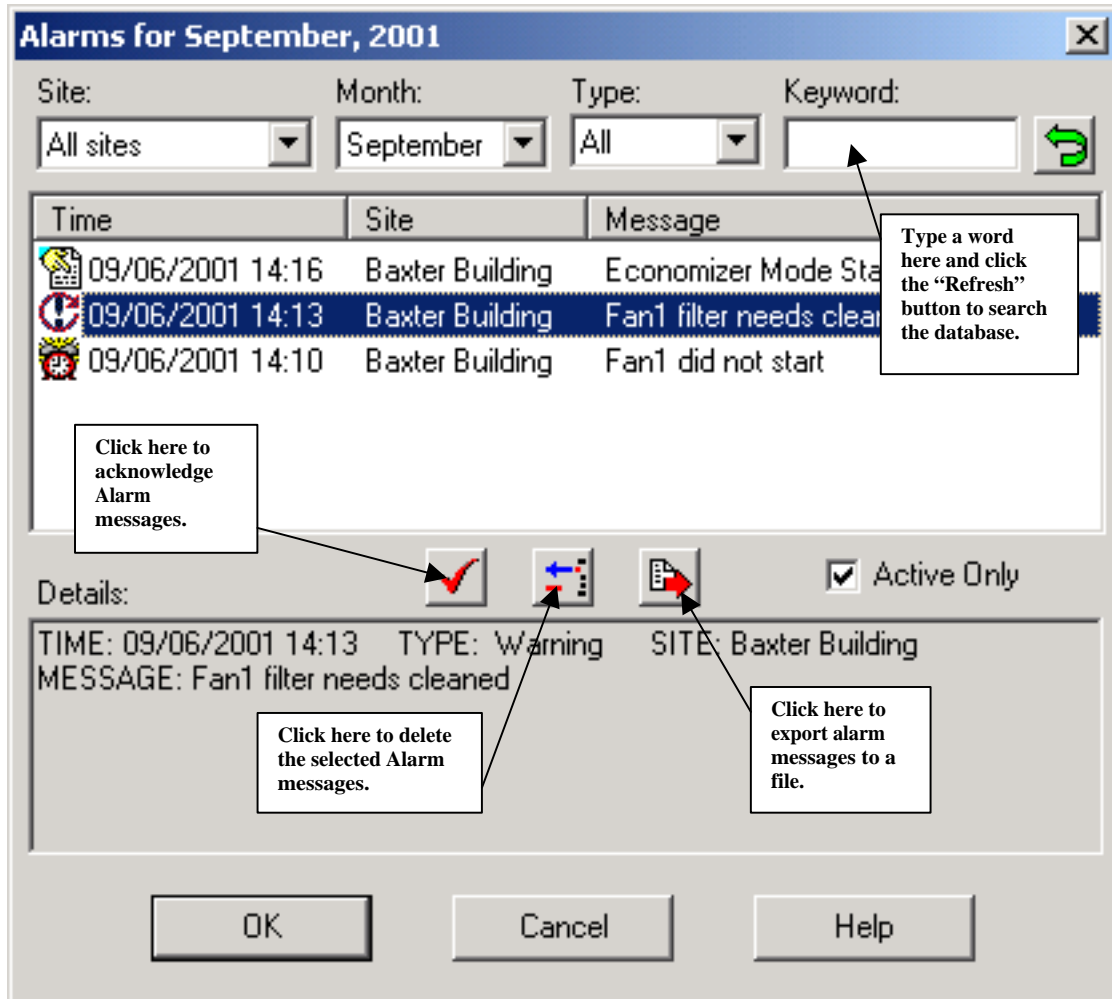 Alarms for September, 2001
Site: Month: Type: Keyword:
All sites September All
Time Site Message
09/06/2001 14:16 Baxter Building Economizer Mode Sta
09/06/2001 14:13 Baxter Building Fan1 filter needs clea
09/06/2001 14:10 Baxter Building Fan1 did not start
Type a word
here and click
the “Refresh”
button to search
the database.
Click here to
acknowledge
Alarm
messages.
Active Only
Details:
TIME: 09/06/2001 14:13 TYPE: Warning SITE: Baxter Building
MESSAGE: Fan1 filter needs cleaned
Click here to delete
the selected Alarm
messages.
Click here to
export alarm
messages to a
file.
OK Cancel Help